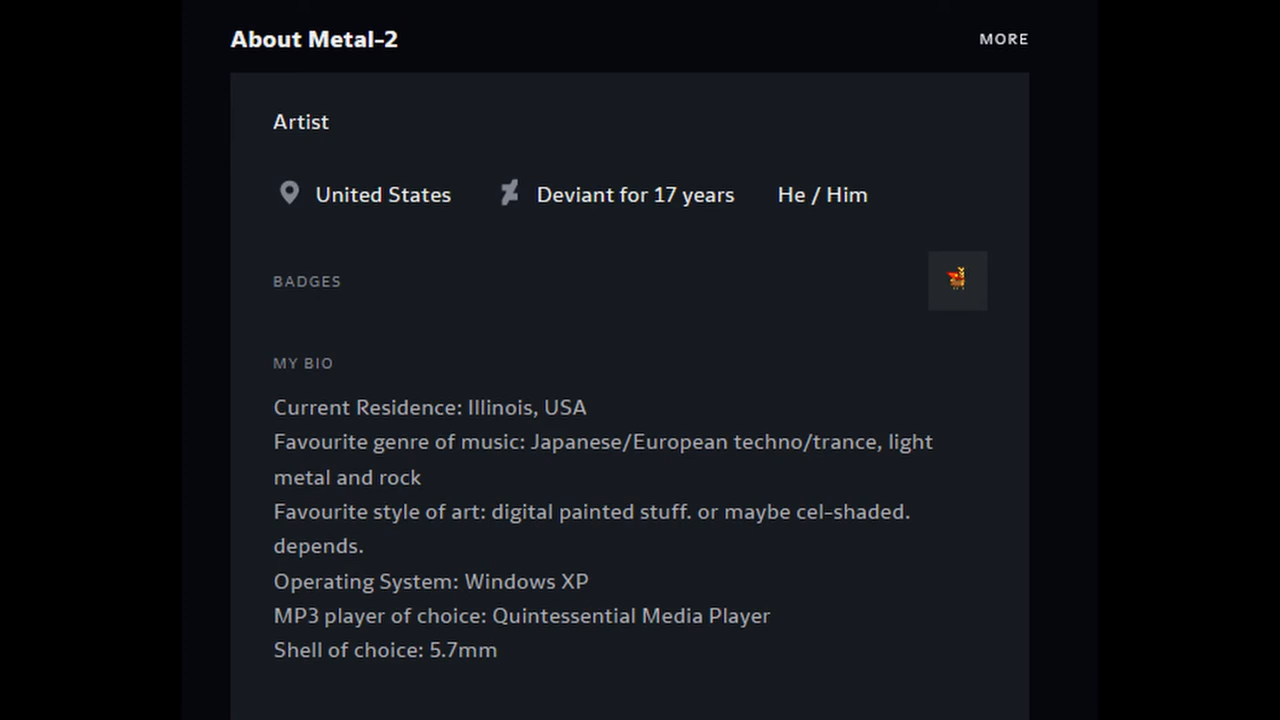 About Metal-2
MORE
Artist
United States
Deviant for 17 years
He / Him
BADGES
MY BIO
Current Residence: Illinois, USA
Favourite genre of music: Japanese/European techno/trance, light
metal and rock
Favourite style of art: digital painted stuff. or maybe cel-shaded.
depends.
Operating System: Windows XP
MP3 player of choice: Quintessential Media Player
Shell of choice: 5.7mm